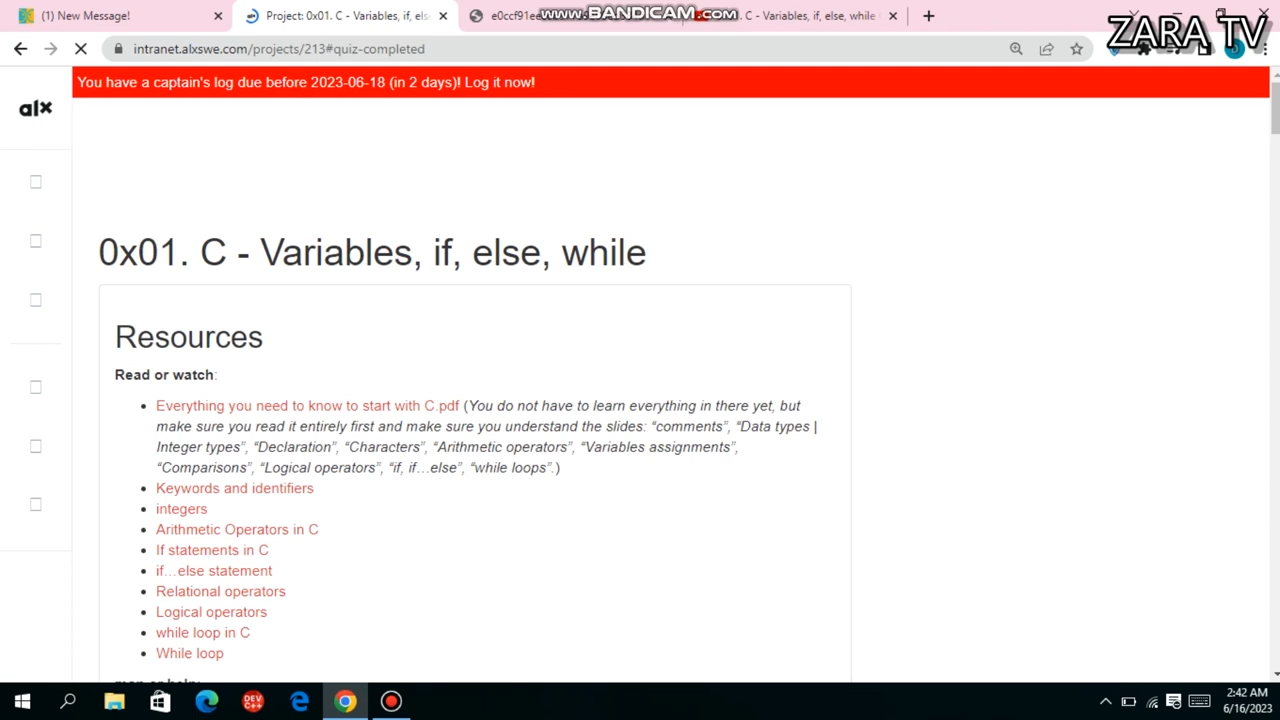 (1) New Message!
Project: 0x01. C - Variables, if, els
e0ccf91ee
C - Variables, if, else, while
www.BANDICAM.com
ZARA TV
intranet.alxswe.com/projects/213#quiz-completed
You have a captain's log due before 2023-06-18 (in 2 days)! Log it now!
alx
0x01. C - Variables, if, else, while
Resources
Read or watch:
Everything you need to know to start with C.pdf (You do not have to learn everything in there yet, but
make sure you read it entirely first and make sure you understand the slides: “comments”, “Data types |
Integer types”, “Declaration”, “Characters”, “Arithmetic operators”, “Variables assignments”,
“Comparisons”, “Logical operators”, “if, if…else”, “while loops”.)
Keywords and identifiers
integers
Arithmetic Operators in C
If statements in C
if…else statement
Relational operators
Logical operators
while loop in C
While loop
man or help:
DEV C++
2:42 AM
6/16/2023